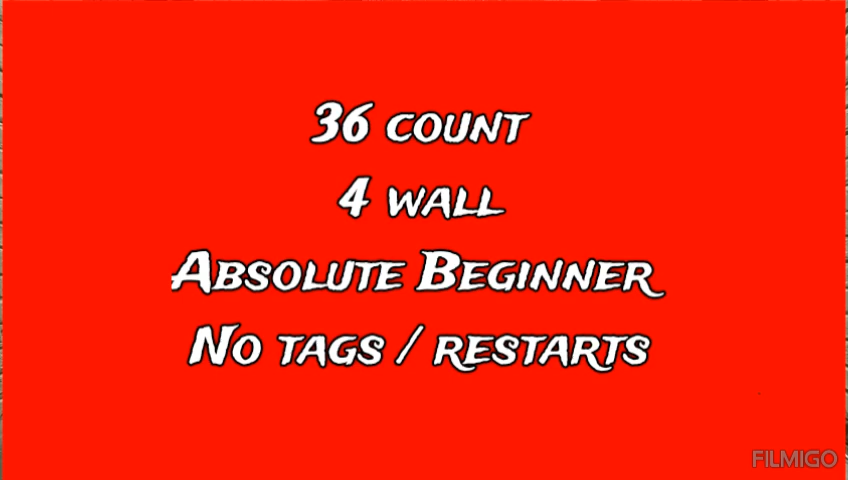 36 count
4 wall
Absolute Beginner
No tags / restarts
FILMIGO